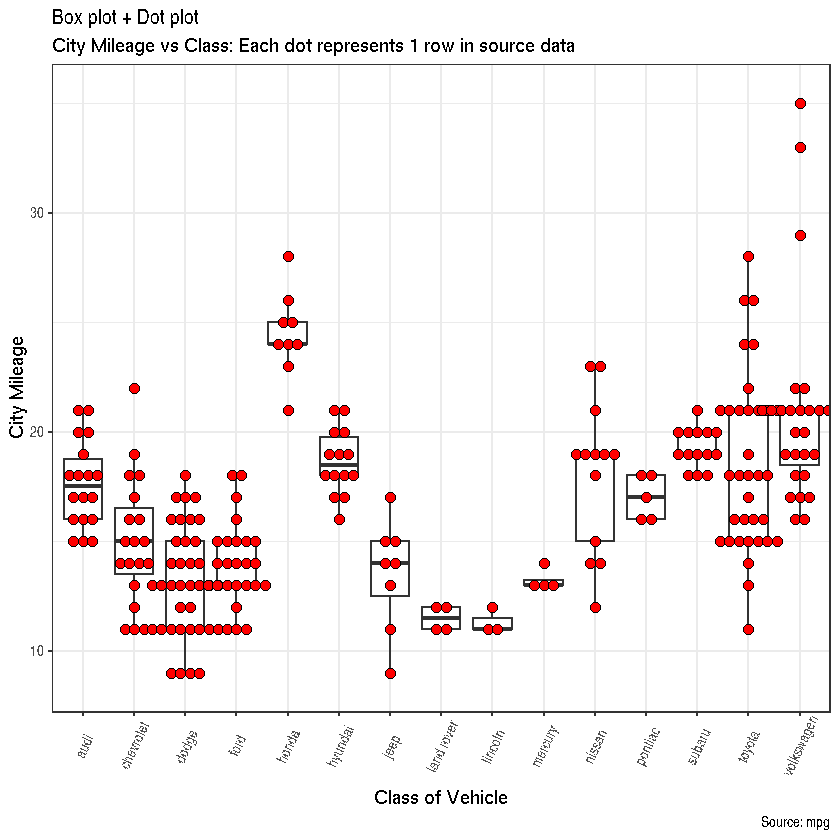 Box plot + Dot plot
City Mileage vs Class: Each dot represents 1 row in source data
City Mileage
30
20
10
audi
chevrolet
dodge
ford
honda
hyundai
jeep
land rover
lincoln
mercury
nissan
pontiac
subaru
toyota
volkswagen
Class of Vehicle
Source: mpg